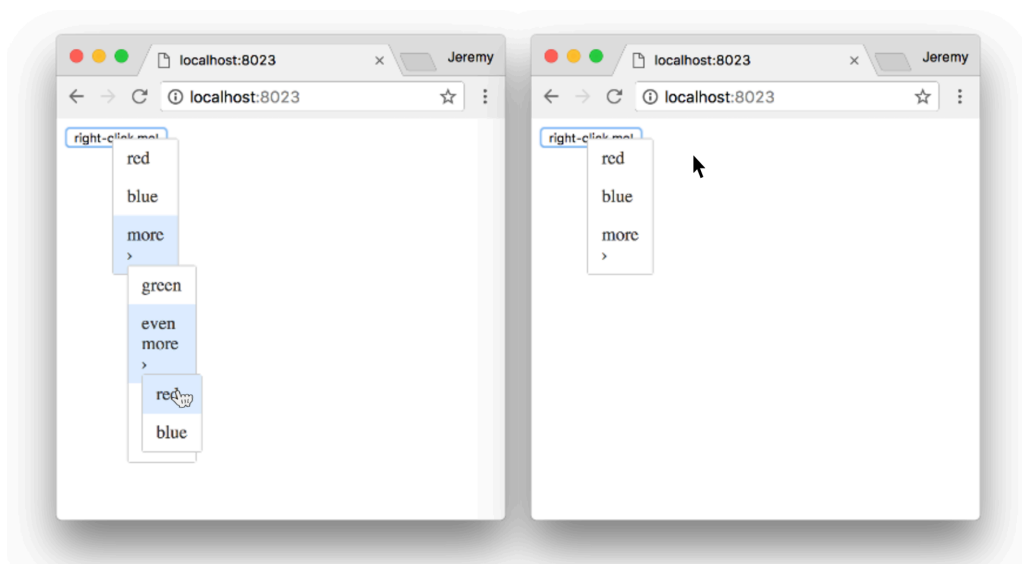 localhost:8023
Jeremy
localhost:8023
right-click me!
red
blue
more
›
green
even
more
›
red
blue
localhost:8023
Jeremy
localhost:8023
right-click me!
red
blue
more
›